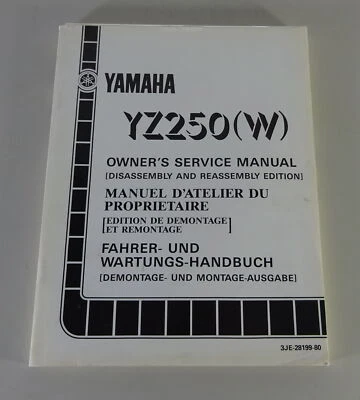 YAMAHA
YZ250(W)
OWNER'S SERVICE MANUAL
[DISASSEMBLY AND REASSEMBLY EDITION]
MANUEL D'ATELIER DU
PROPRIETAIRE
[EDITION DE DEMONTAGE
ET REMONTAGE]
FAHRER- UND
WARTUNGS-HANDBUCH
[DEMONTAGE- UND MONTAGE-AUSGABE]
3JE-28199-80